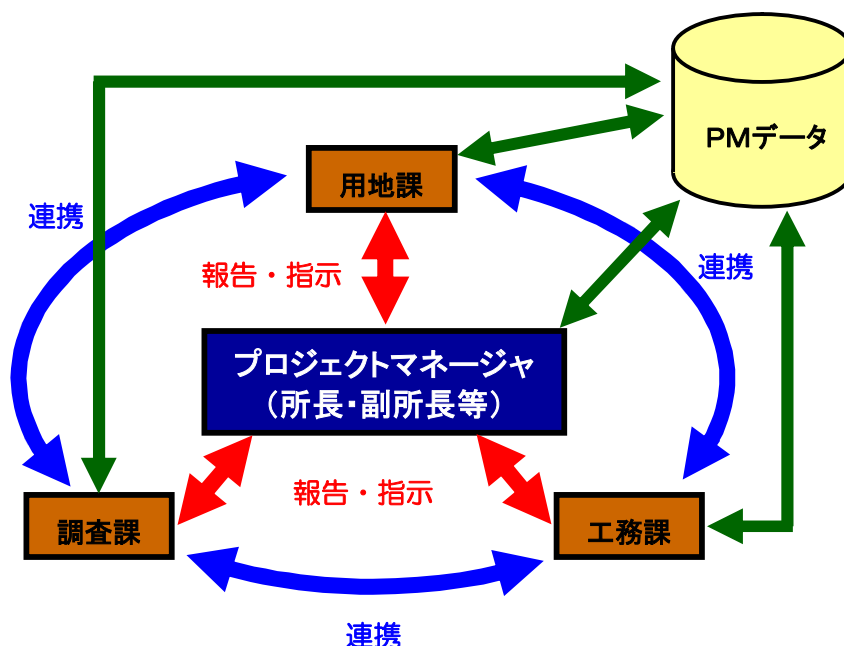 PMデータ
用地課
連携
連携
報告・指示
プロジェクトマネージャ
（所長・副所長等）
報告・指示
調査課
工務課
連携